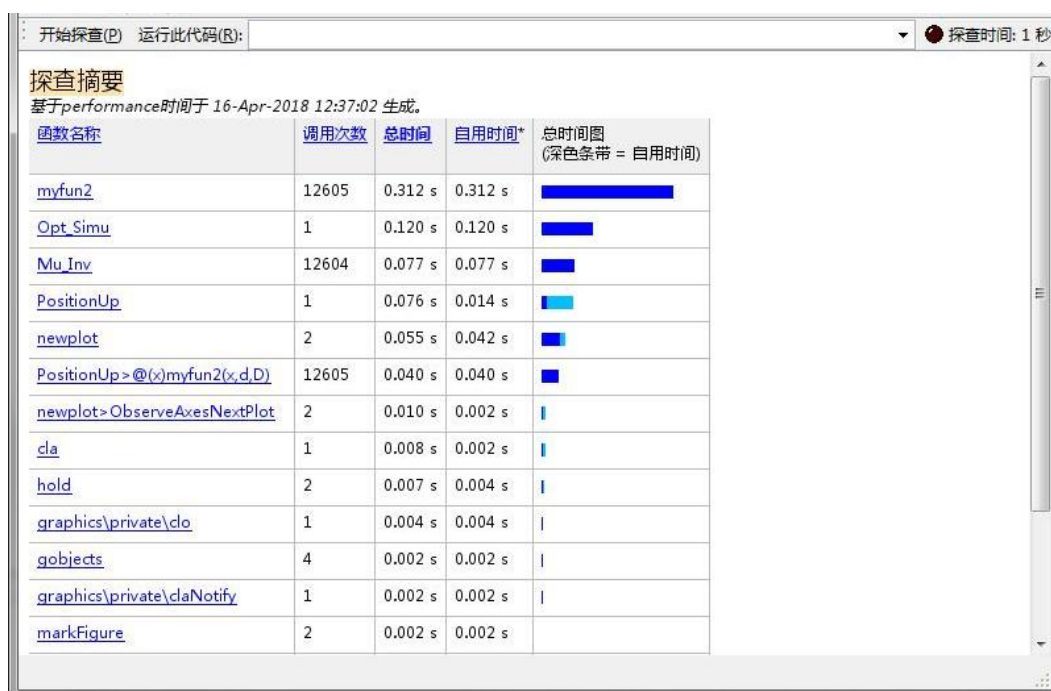 开始探查(P) 运行此代码(R): 探查时间: 1 秒
探查摘要
基于performance时间于 16-Apr-2018 12:37:02 生成。
函数名称 调用次数 总时间 自用时间* 总时间图
(深色条带 = 自用时间)
myfun2 12605 0.312 s 0.312 s
Opt_Simu 1 0.120 s 0.120 s
Mu_Inv 12604 0.077 s 0.077 s
PositionUp 1 0.076 s 0.014 s
newplot 2 0.055 s 0.042 s
PositionUp>@(x)myfun2(x,d,D) 12605 0.040 s 0.040 s
newplot>ObserveAxesNextPlot 2 0.010 s 0.002 s
cla 1 0.008 s 0.002 s
hold 2 0.007 s 0.004 s
graphics\private\clo 1 0.004 s 0.004 s
gobjects 4 0.002 s 0.002 s
graphics\private\claNotify 1 0.002 s 0.002 s
markFigure 2 0.002 s 0.002 s